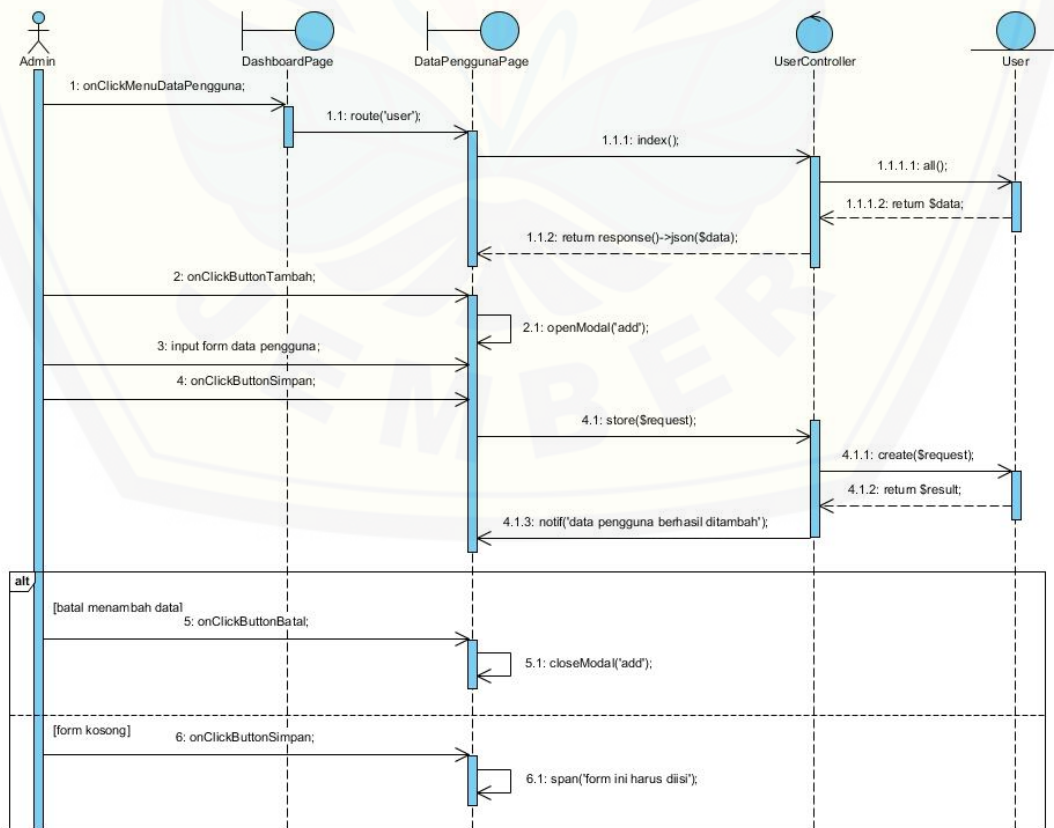 Admin
DashboardPage
DataPenggunaPage
UserController
User
1: onClickMenuDataPengguna;
1.1: route('user');
1.1.1: index();
1.1.1.1: all();
1.1.1.2: return $data;
1.1.2: return response()->json($data);
2: onClickButtonTambah;
2.1: openModal('add');
3: input form data pengguna;
4: onClickButtonSimpan;
4.1: store($request);
4.1.1: create($request);
4.1.2: return $result;
4.1.3: notif('data pengguna berhasil ditambah');
alt
[batal menambah data]
5: onClickButtonBatal;
5.1: closeModal('add');
[form kosong]
6: onClickButtonSimpan;
6.1: span('form ini harus diisi');
JEMBER